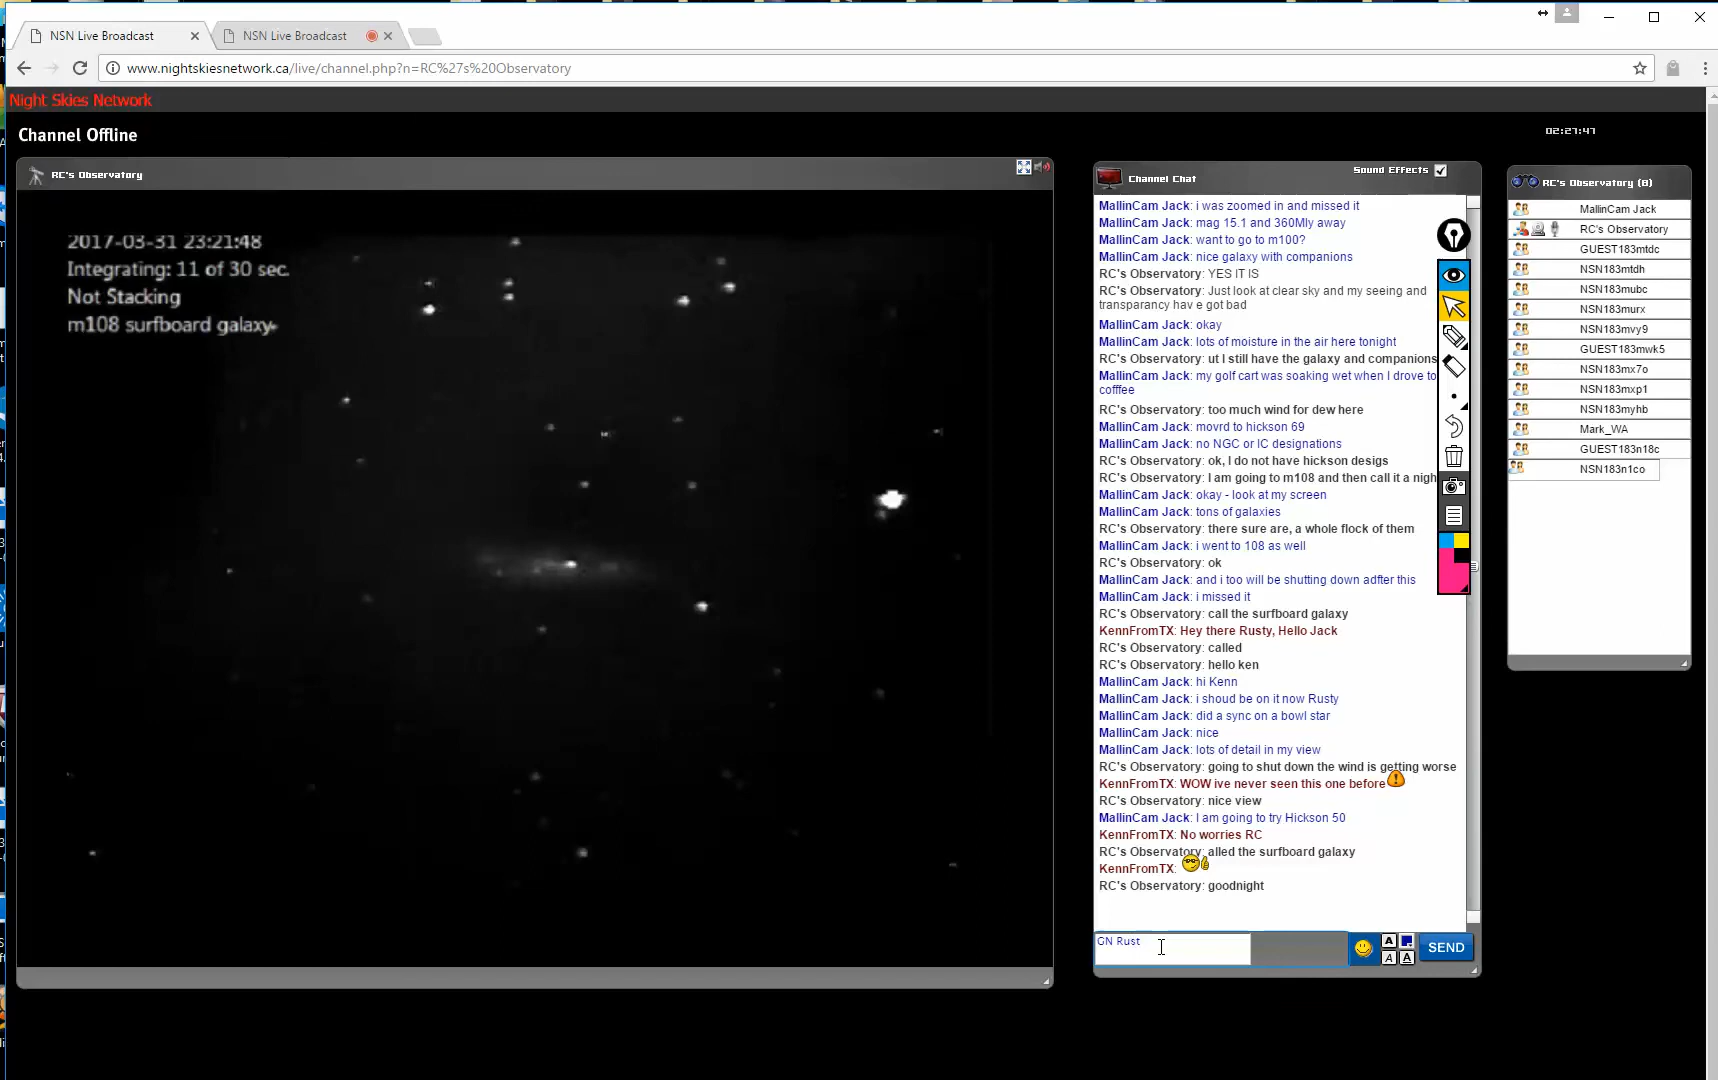 NSN Live Broadcast
NSN Live Broadcast
www.nightskiesnetwork.ca/live/channel.php?n=RC%27s%20Observatory
Night Skies Network
Channel Offline
02:27:47
RC's Observatory
2017-03-31 23:21:48
Integrating: 11 of 30 sec.
Not Stacking
m108 surfboard galaxy
Channel Chat
Sound Effects
MallinCam Jack: i was zoomed in and missed it
MallinCam Jack: mag 15.1 and 360Mly away
MallinCam Jack: want to go to m100?
MallinCam Jack: nice galaxy with companions
RC's Observatory: YES IT IS
RC's Observatory: Just look at clear sky and my seeing and
transparancy hav e got bad
MallinCam Jack: okay
MallinCam Jack: lots of moisture in the air here tonight
RC's Observatory: ut I still have the galaxy and companions
MallinCam Jack: my golf cart was soaking wet when I drove to
cofffee
RC's Observatory: too much wind for dew here
MallinCam Jack: movrd to hickson 69
MallinCam Jack: no NGC or IC designations
RC's Observatory: ok, I do not have hickson desigs
RC's Observatory: I am going to m108 and then call it a nigh
MallinCam Jack: okay - look at my screen
MallinCam Jack: tons of galaxies
RC's Observatory: there sure are, a whole flock of them
MallinCam Jack: i went to 108 as well
RC's Observatory: ok
MallinCam Jack: and i too will be shutting down adfter this
MallinCam Jack: i missed it
RC's Observatory: call the surfboard galaxy
KennFromTX: Hey there Rusty, Hello Jack
RC's Observatory: called
RC's Observatory: hello ken
MallinCam Jack: hi Kenn
MallinCam Jack: i shoud be on it now Rusty
MallinCam Jack: did a sync on a bowl star
MallinCam Jack: nice
MallinCam Jack: lots of detail in my view
RC's Observatory: going to shut down the wind is getting worse
KennFromTX: WOW ive never seen this one before
RC's Observatory: nice view
MallinCam Jack: I am going to try Hickson 50
KennFromTX: No worries RC
RC's Observatory: alled the surfboard galaxy
KennFromTX:
RC's Observatory: goodnight
GN Rust
A
A
A
SEND
RC's Observatory (8)
MallinCam Jack
RC's Observatory
GUEST183mtdc
NSN183mtdh
NSN183mubc
NSN183murx
NSN183mvy9
GUEST183mwk5
NSN183mx7o
NSN183mxp1
NSN183myhb
Mark_WA
GUEST183n18c
NSN183n1co